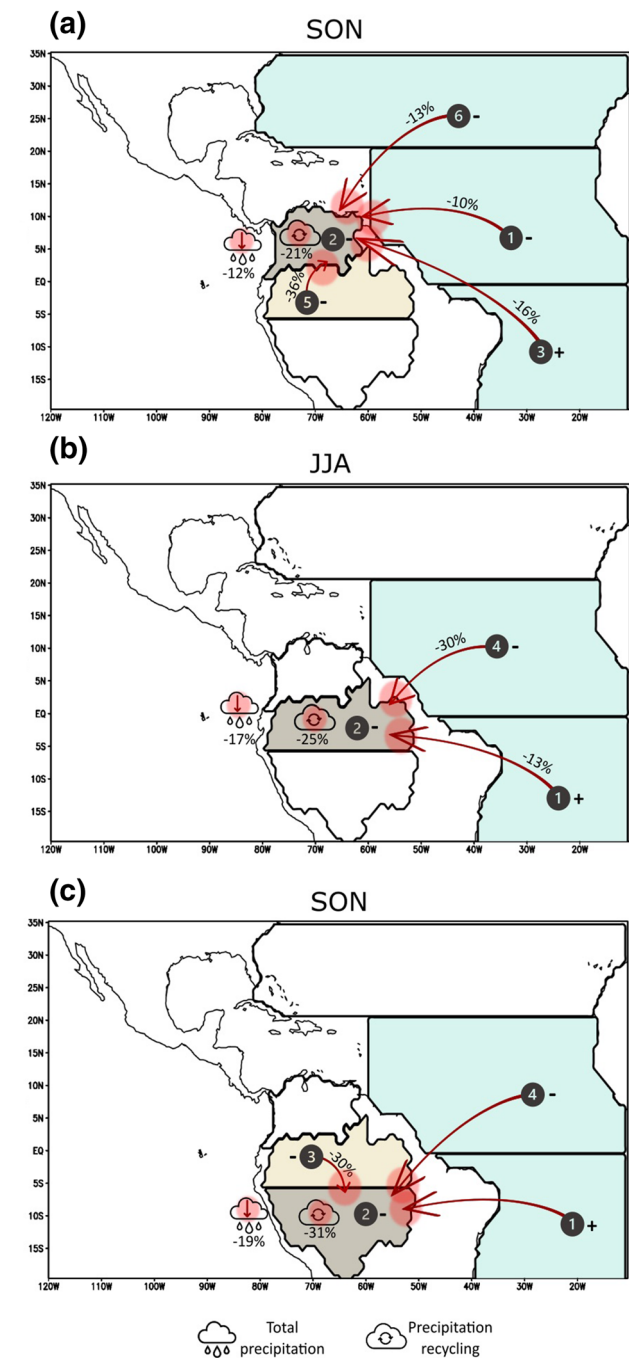 (a)
SON
35N
30N
25N
20N
15N
10N
5N
EQ
5S
10S
15S
120W 110W 100W 90W 80W 70W 60W 50W 40W 30W 20W
6 -
-13%
-10%
1 -
2 -
-21%
-12%
-36%
5 -
-16%
3 +
(b)
JJA
35N
30N
25N
20N
15N
10N
5N
EQ
5S
10S
15S
120W 110W 100W 90W 80W 70W 60W 50W 40W 30W 20W
-30%
4 -
2 -
-17%
-25%
-13%
1 +
(c)
SON
35N
30N
25N
20N
15N
10N
5N
EQ
5S
10S
15S
120W 110W 100W 90W 80W 70W 60W 50W 40W 30W 20W
4 -
- 3
-30%
2 -
-19%
-31%
1 +
Total
precipitation
Precipitation
recycling